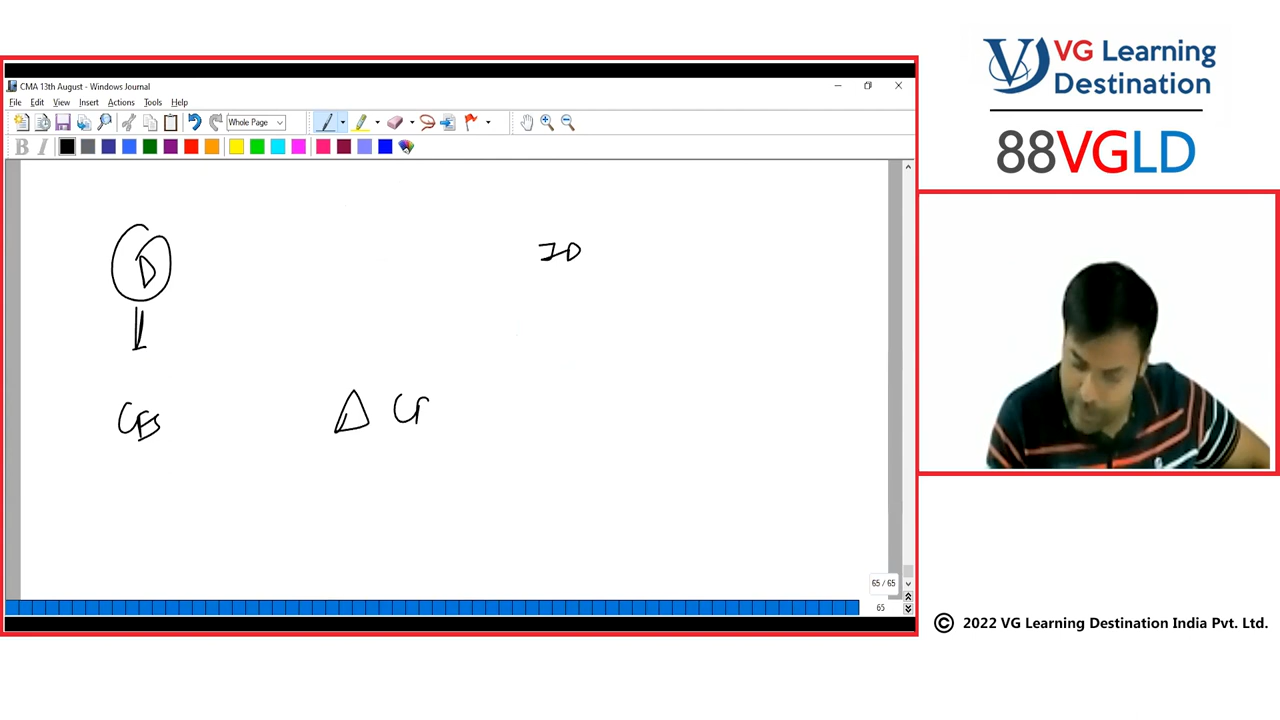 CMA 13th August - Windows Journal
File Edit View Insert Actions Tools Help
Whole Page
B I
D
ID
CFS
Δ CF
65 / 65
65
VG Learning
Destination
88VGLD
© 2022 VG Learning Destination India Pvt. Ltd.